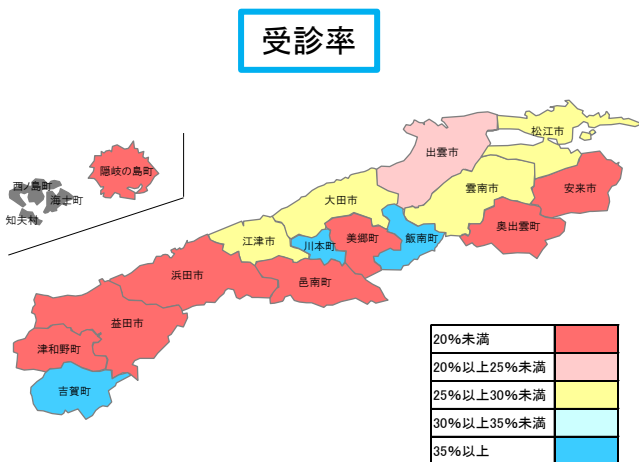 受診率
松江市
出雲市
隠岐の島町
西ノ島町
海士町
知夫村
安来市
雲南市
大田市
奥出雲町
飯南町
美郷町
川本町
江津市
浜田市
邑南町
益田市
津和野町
吉賀町
20%未満
20%以上25%未満
25%以上30%未満
30%以上35%未満
35%以上